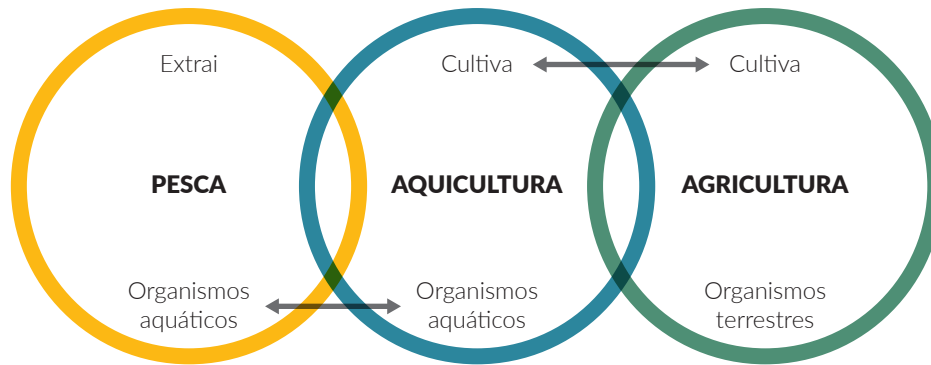 Extrai
Cultiva
Cultiva
PESCA
AQUICULTURA
AGRICULTURA
Organismos
aquáticos
Organismos
aquáticos
Organismos
terrestres